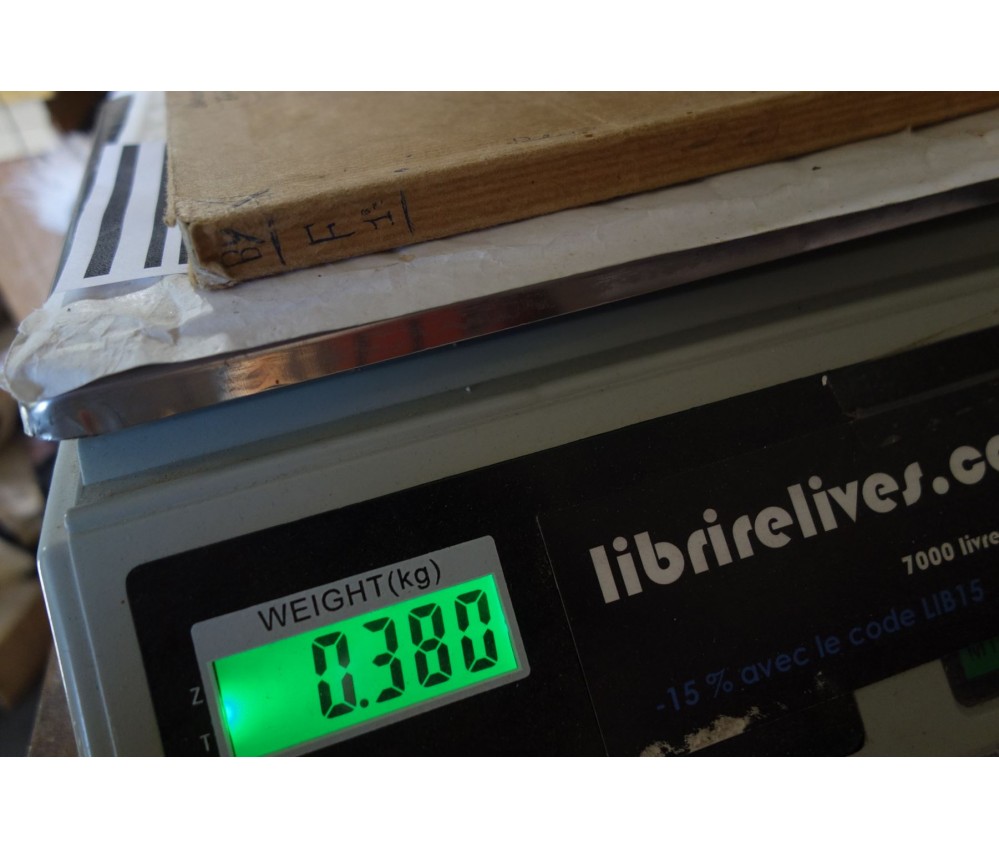 F
librirelives.co
7000 livre
-15 % avec le code LIB15
WEIGHT(kg)
0.380
Z
T